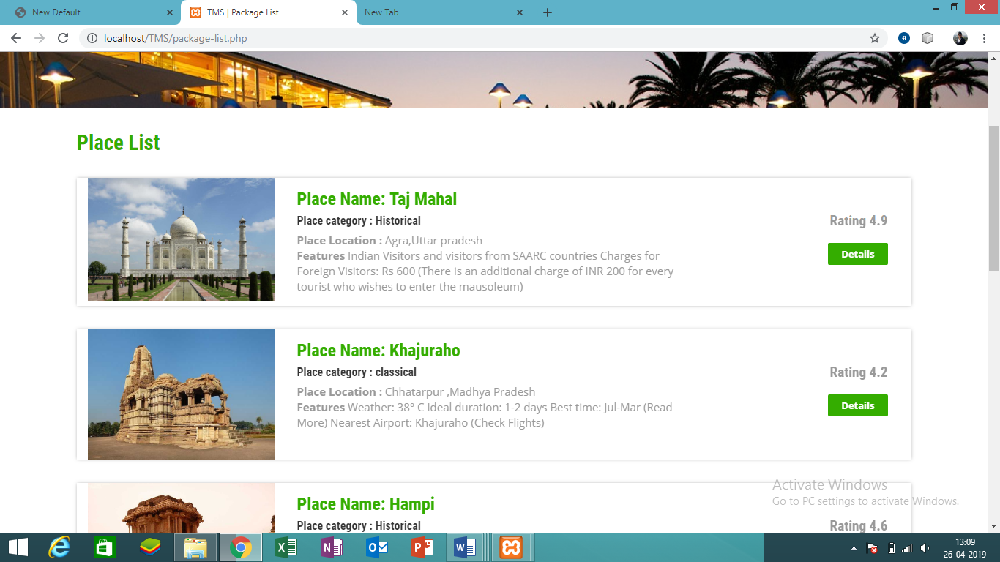 New Default
TMS | Package List
New Tab
localhost/TMS/package-list.php
Place List
Place Name: Taj Mahal
Place category : Historical
Rating 4.9
Place Location : Agra,Uttar pradesh
Details
Features Indian Visitors and visitors from SAARC countries Charges for
Foreign Visitors: Rs 600 (There is an additional charge of INR 200 for every
tourist who wishes to enter the mausoleum)
Place Name: Khajuraho
Place category : classical
Rating 4.2
Place Location : Chhatarpur ,Madhya Pradesh
Details
Features Weather: 38° C Ideal duration: 1-2 days Best time: Jul-Mar (Read
More) Nearest Airport: Khajuraho (Check Flights)
Place Name: Hampi
Place category : Historical
Rating 4.6
Activate Windows
Go to PC settings to activate Windows.
13:09
26-04-2019